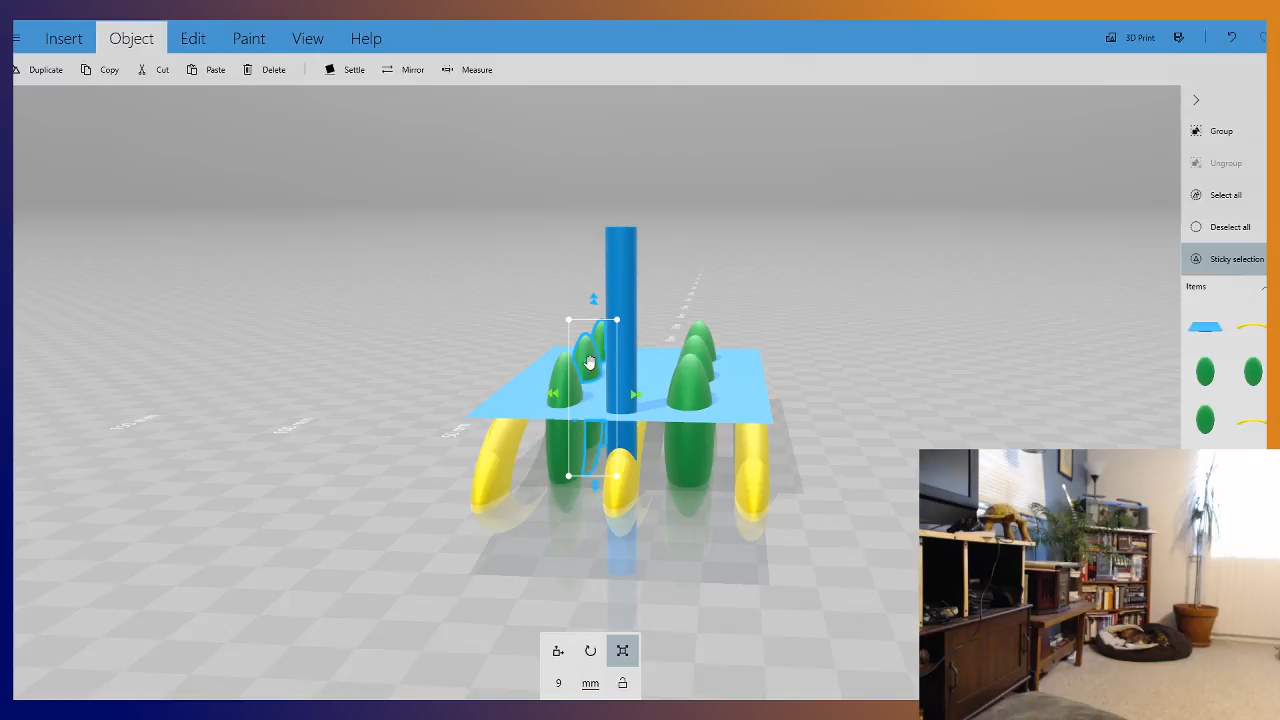 Insert Object Edit Paint View Help 3D Print
Duplicate Copy Cut Paste Delete Settle Mirror Measure
Group
Ungroup
Select all
Deselect all
Sticky selection
Items
9 mm